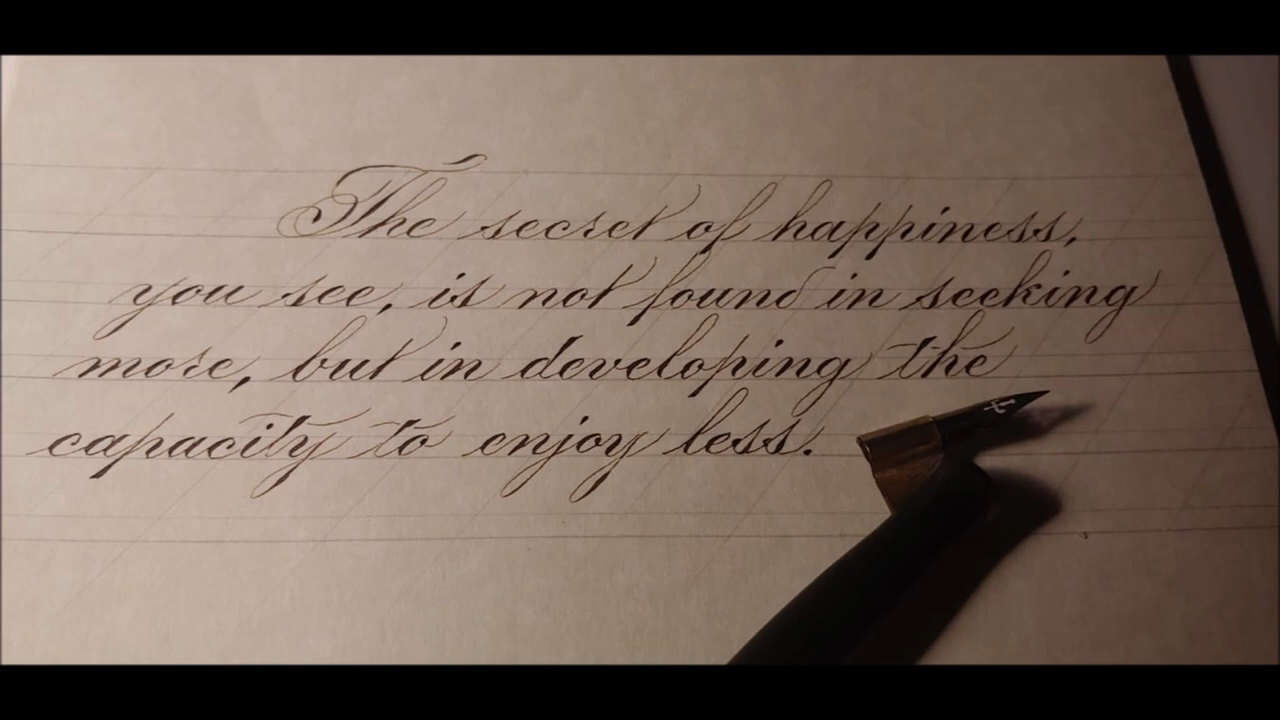 The secret of happiness,
you see, is not found in seeking
more, but in developing the
capacity to enjoy less.